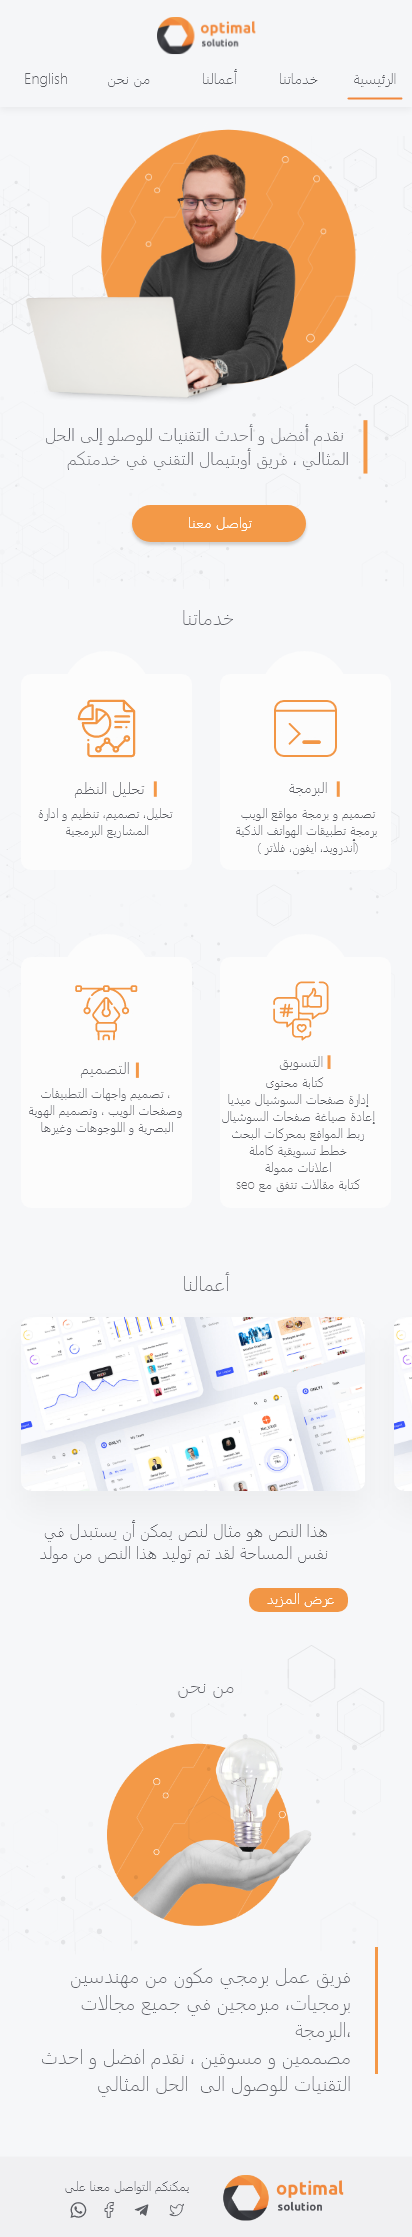 optimal
solution
الرئيسية
خدماتنا
أعمالنا
من نحن
English
نقدم أفضل و أحدث التقنيات للوصلو إلى الحل
المثالي ، فريق أوبتيمال التقني في خدمتكم
تواصل معنا
خدماتنا
البرمجة
تصميم و برمجة مواقع الويب
برمجة تطبيقات الهواتف الذكية
(أندرويد، ايفون، فلاتر )
تحليل النظم
تحليل، تصميم، تنظيم و ادارة
المشاريع البرمجية
التسويق
كتابة محتوى
إدارة صفحات السوشيال ميديا
إعادة صياغة صفحات السوشيال
ربط المواقع بمحركات البحث
خطط تسويقية كاملة
اعلانات ممولة
كتابة مقالات تتفق مع seo
التصميم
، تصميم واجهات التطبيقات
وصفحات الويب ، وتصميم الهوية
البصرية و اللوجوهات وغيرها
أعمالنا
هذا النص هو مثال لنص يمكن أن يستبدل في
نفس المساحة لقد تم توليد هذا النص من مولد
عرض المزيد
من نحن
فريق عمل برمجي مكون من مهندسين
برمجيات، مبرمجين في جميع مجالات
،البرمجة
مصممين و مسوقين ، نقدم افضل و احدث
التقنيات للوصول الى الحل المثالي
optimal
solution
يمكنكم التواصل معنا على